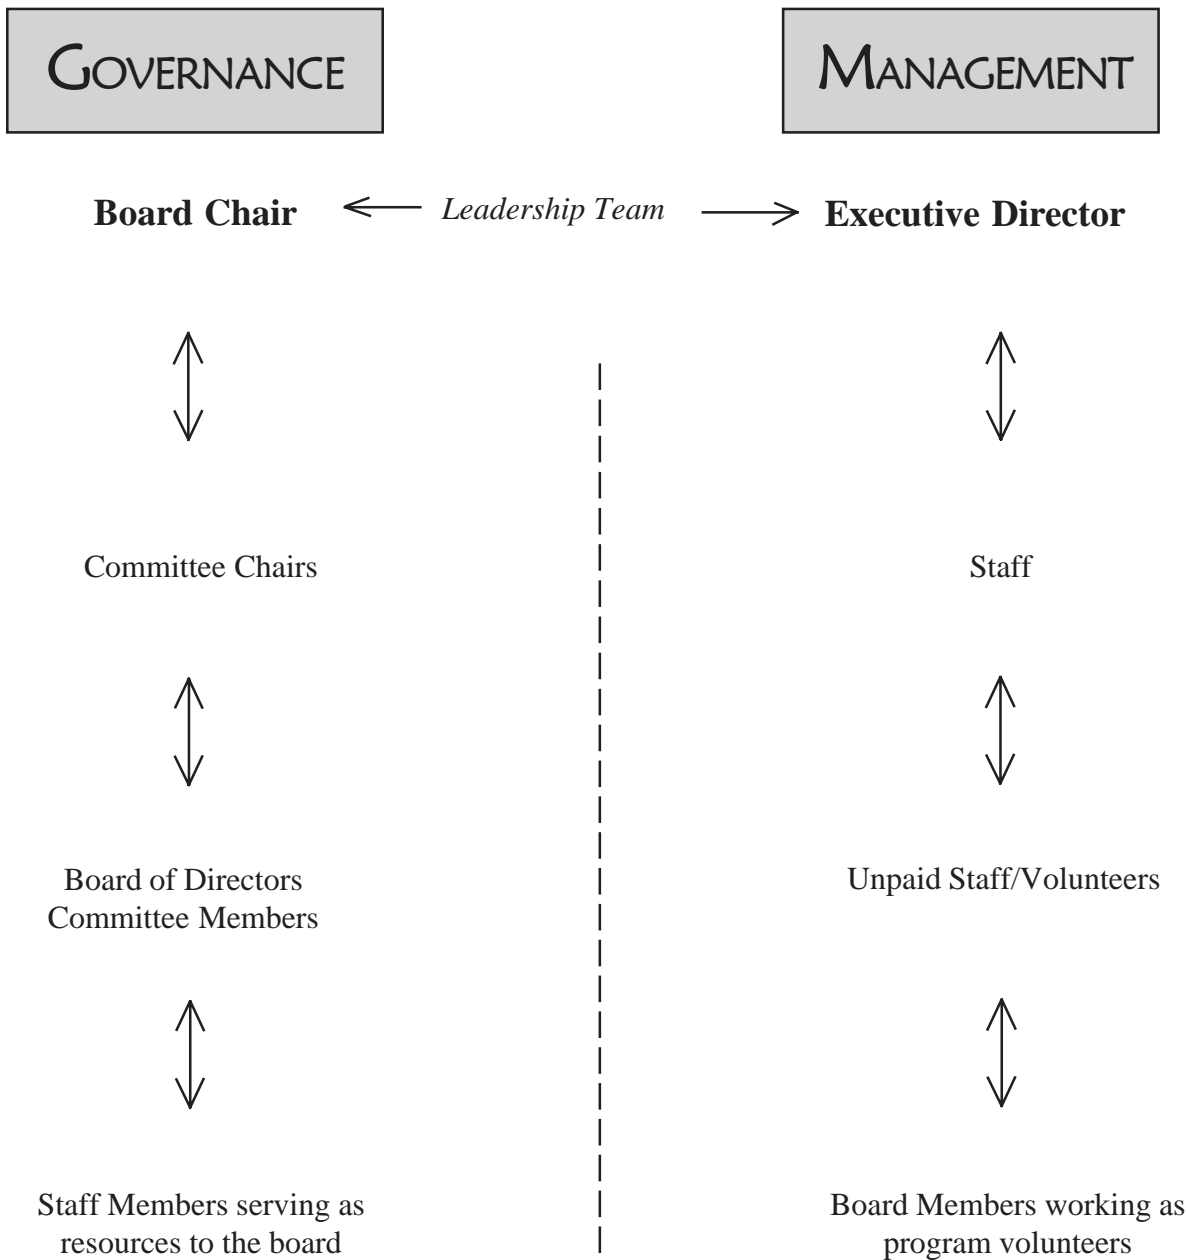 GOVERNANCE
MANAGEMENT
Board Chair
Leadership Team
Executive Director
Committee Chairs
Staff
Board of Directors
Committee Members
Unpaid Staff/Volunteers
Staff Members serving as
resources to the board
Board Members working as
program volunteers